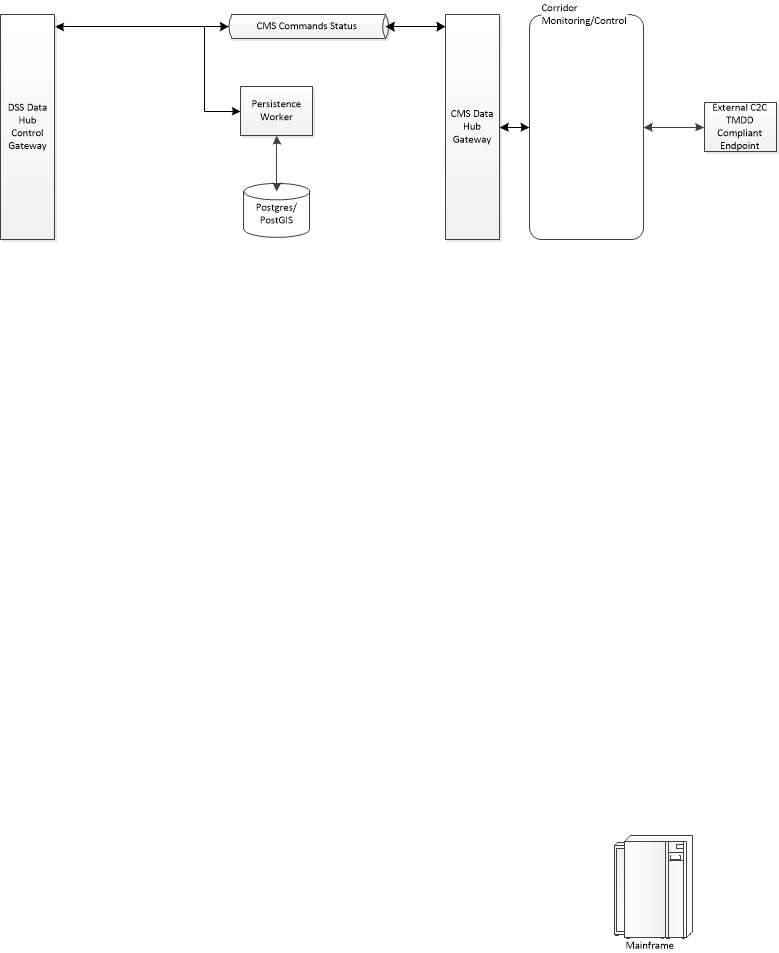 Corridor
Monitoring/Control
CMS Commands Status
DSS Data
Hub
Control
Gateway
Persistence
Worker
CMS Data
Hub
Gateway
External C2C
TMDD
Compliant
Endpoint
Postgres/
PostGIS
Mainframe